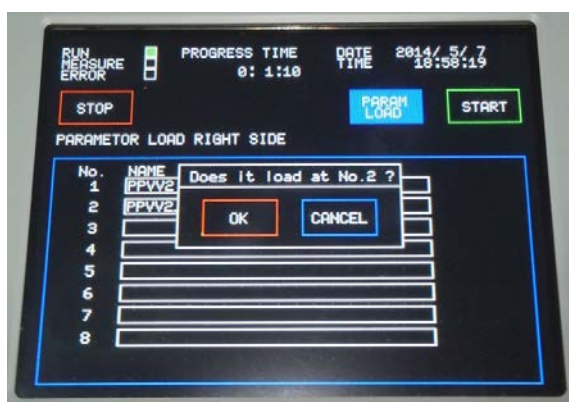 RUN
MEASURE
ERROR
PROGRESS TIME
0: 1:10
DATE 2014/ 5/ 7
TIME 18:58:19
STOP
PARAM
LOAD
START
PARAMETOR LOAD RIGHT SIDE
No. NAME
1 PPVV2
2 PPVV2.
3
4
5
6
7
8
Does it load at No.2 ?
OK
CANCEL